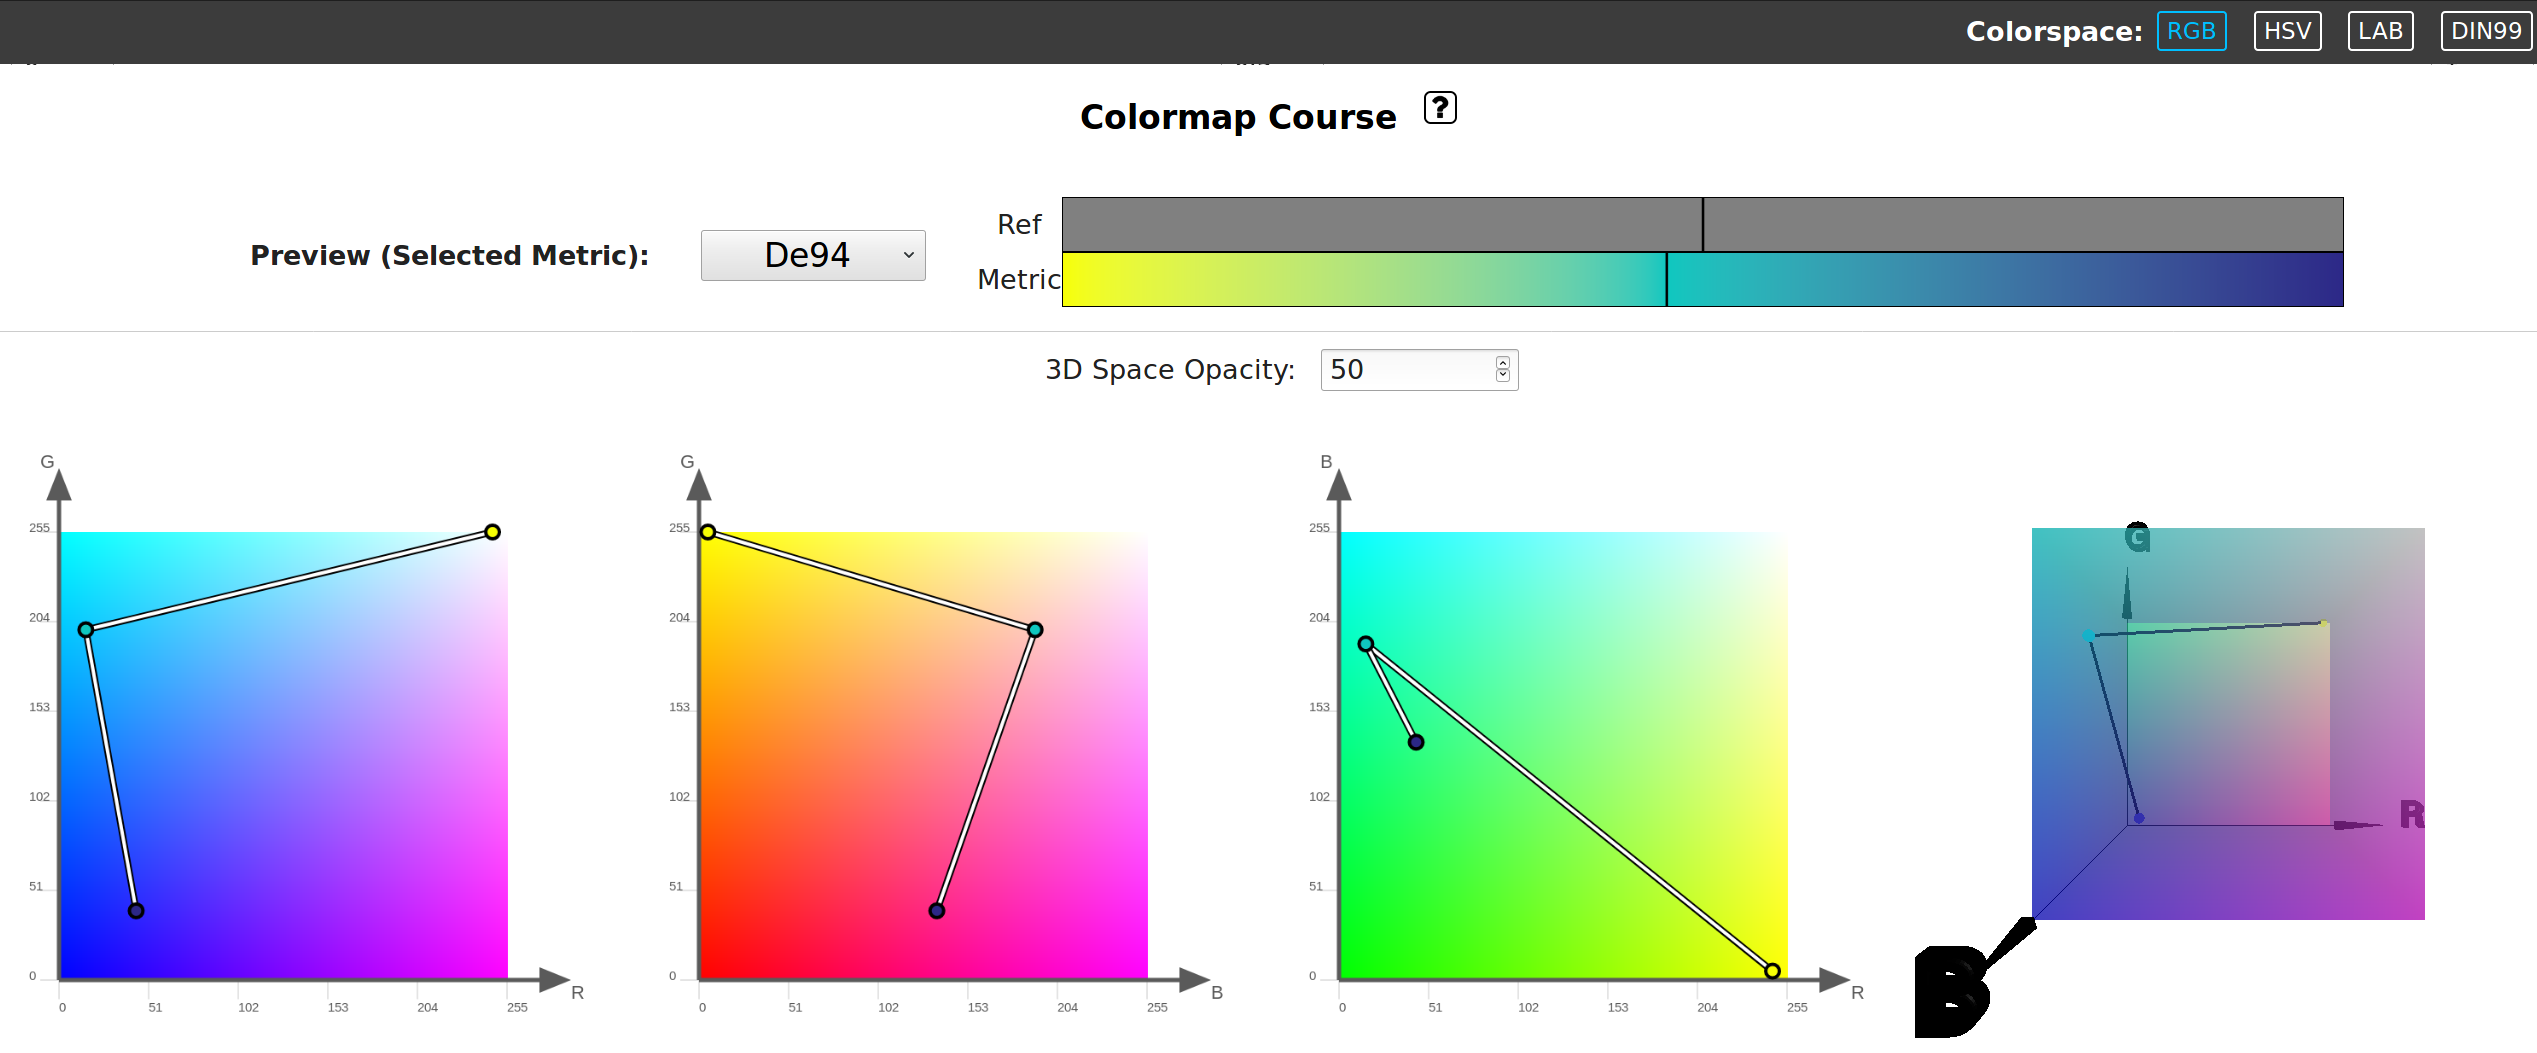 Colorspace: RGB HSV LAB DIN99
Colormap Course ?
Ref
Preview (Selected Metric): De94
Metric
3D Space Opacity: 50
G
255
204
153
102
51
0
0 51 102 153 204 255
R
G
255
204
153
102
51
0
0 51 102 153 204 255
B
B
255
204
153
102
51
0
0 51 102 153 204 255
R
G
R
B